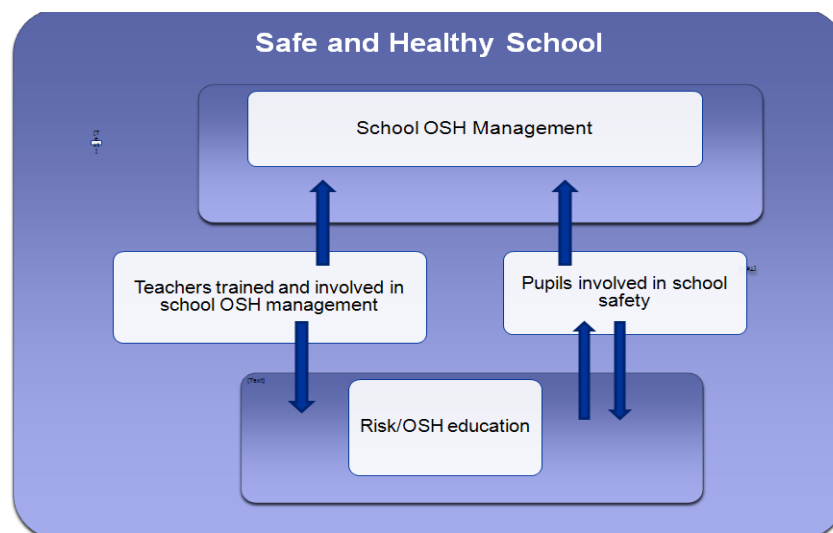 Safe and Healthy School
School OSH Management
Teachers trained and involved in
school OSH management
Pupils involved in school
safety
[Text]
Risk/OSH education